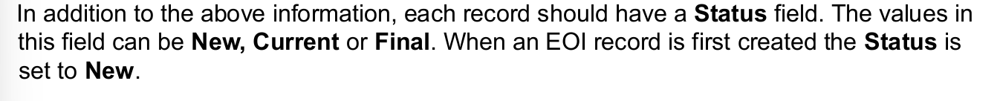 In addition to the above information, each record should have a Status field. The values in
this field can be New, Current or Final. When an EOI record is first created the Status is
set to New.